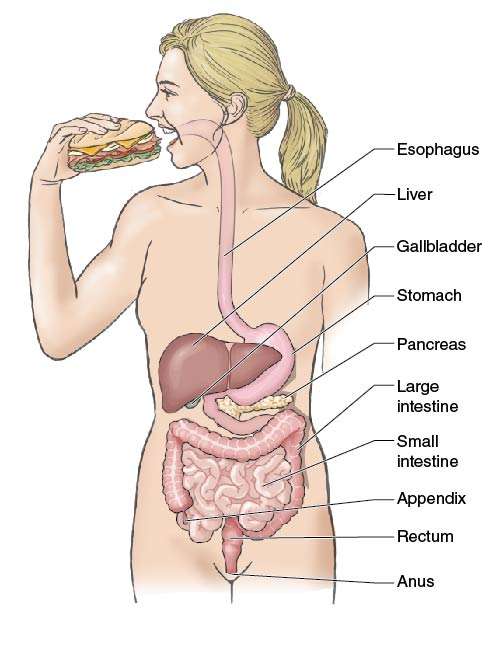 Esophagus
Liver
Gallbladder
Stomach
Pancreas
Large
intestine
Small
intestine
Appendix
Rectum
Anus